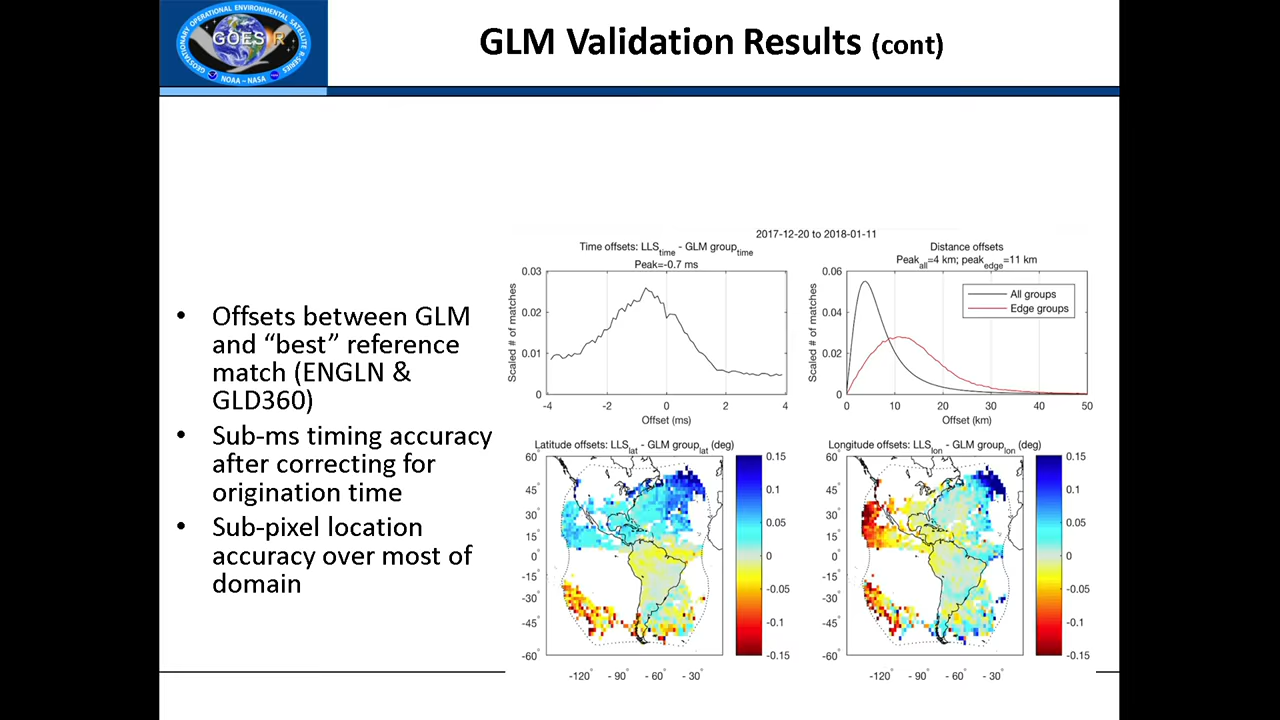 GEOSTATIONARY OPERATIONAL ENVIRONMENTAL SATELLITE R-SERIES
GOES R
NOAA – NASA
GLM Validation Results (cont)
• Offsets between GLM
and “best” reference
match (ENGLN &
GLD360)
• Sub-ms timing accuracy
after correcting for
origination time
• Sub-pixel location
accuracy over most of
domain
2017-12-20 to 2018-01-11
Time offsets: LLStime - GLM grouptime
Peak=-0.7 ms
Scaled # of matches
0.03
0.02
0.01
0
-4 -2 0 2 4
Offset (ms)
Distance offsets
Peakall=4 km; peakedge=11 km
Scaled # of matches
0.06
0.04
0.02
0
All groups
Edge groups
0 10 20 30 40 50
Offset (km)
Latitude offsets: LLSlat - GLM grouplat (deg)
60°
45°
30°
15°
0°
-15°
-30°
-45°
-60°
-120° - 90° - 60° - 30°
0.15
0.1
0.05
0
-0.05
-0.1
-0.15
Longitude offsets: LLSlon - GLM grouplon (deg)
60°
45°
30°
15°
0°
-15°
-30°
-45°
-60°
-120° - 90° - 60° - 30°
0.15
0.1
0.05
0
-0.05
-0.1
-0.15